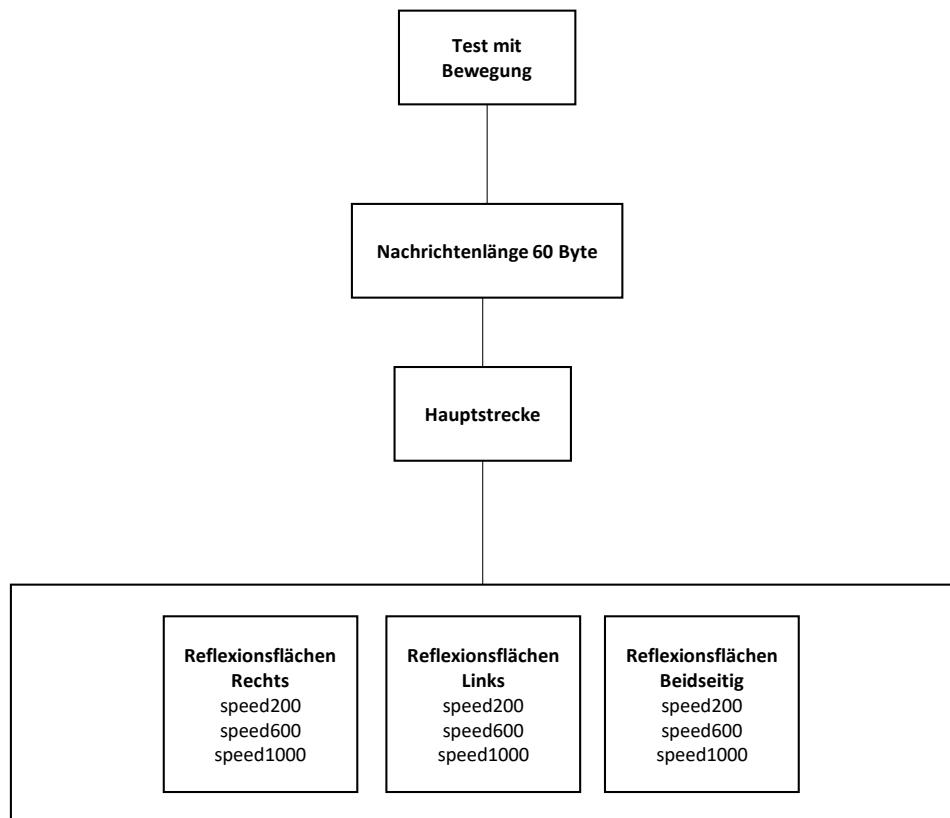 Test mit
Bewegung
Nachrichtenlänge 60 Byte
Hauptstrecke
Reflexionsflächen
Rechts
speed200
speed600
speed1000
Reflexionsflächen
Links
speed200
speed600
speed1000
Reflexionsflächen
Beidseitig
speed200
speed600
speed1000